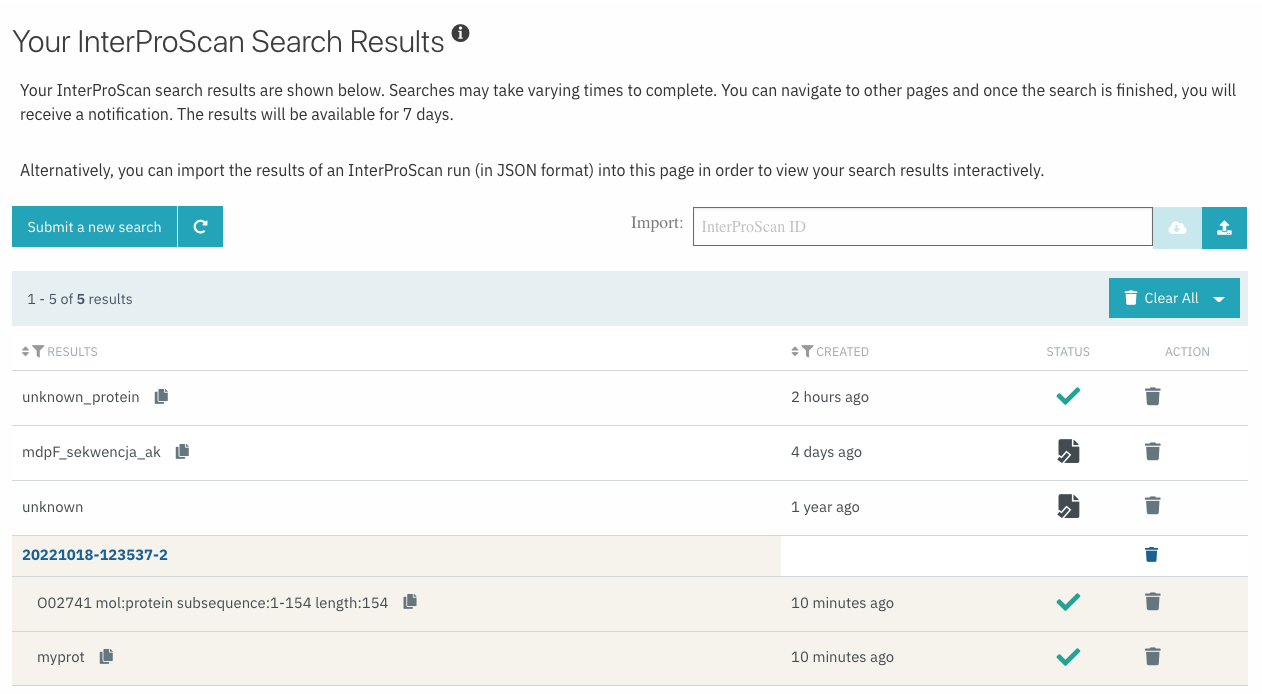 Your InterProScan Search Results
Your InterProScan search results are shown below. Searches may take varying times to complete. You can navigate to other pages and once the search is finished, you will
receive a notification. The results will be available for 7 days.
Alternatively, you can import the results of an InterProScan run (in JSON format) into this page in order to view your search results interactively.
Submit a new search
Import: InterProScan ID
1 - 5 of 5 results
Clear All
RESULTS CREATED STATUS ACTION
unknown_protein 2 hours ago
mdpF_sekwencja_ak 4 days ago
unknown 1 year ago
20221018-123537-2
O02741 mol:protein subsequence:1-154 length:154 10 minutes ago
myprot 10 minutes ago